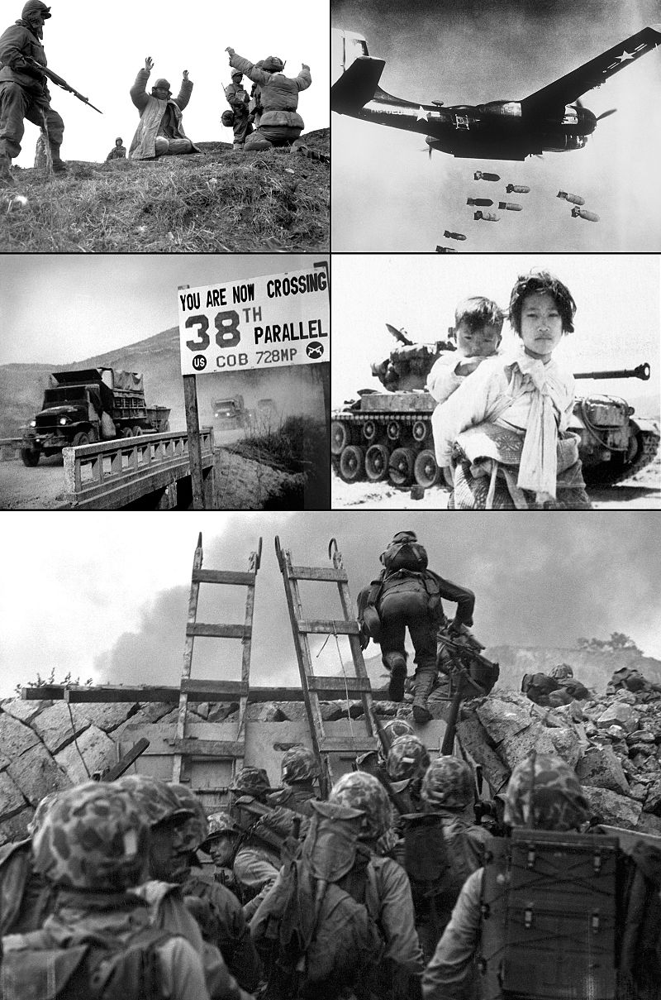 YOU ARE NOW CROSSING
38TH
PARALLEL
US COB 728MP